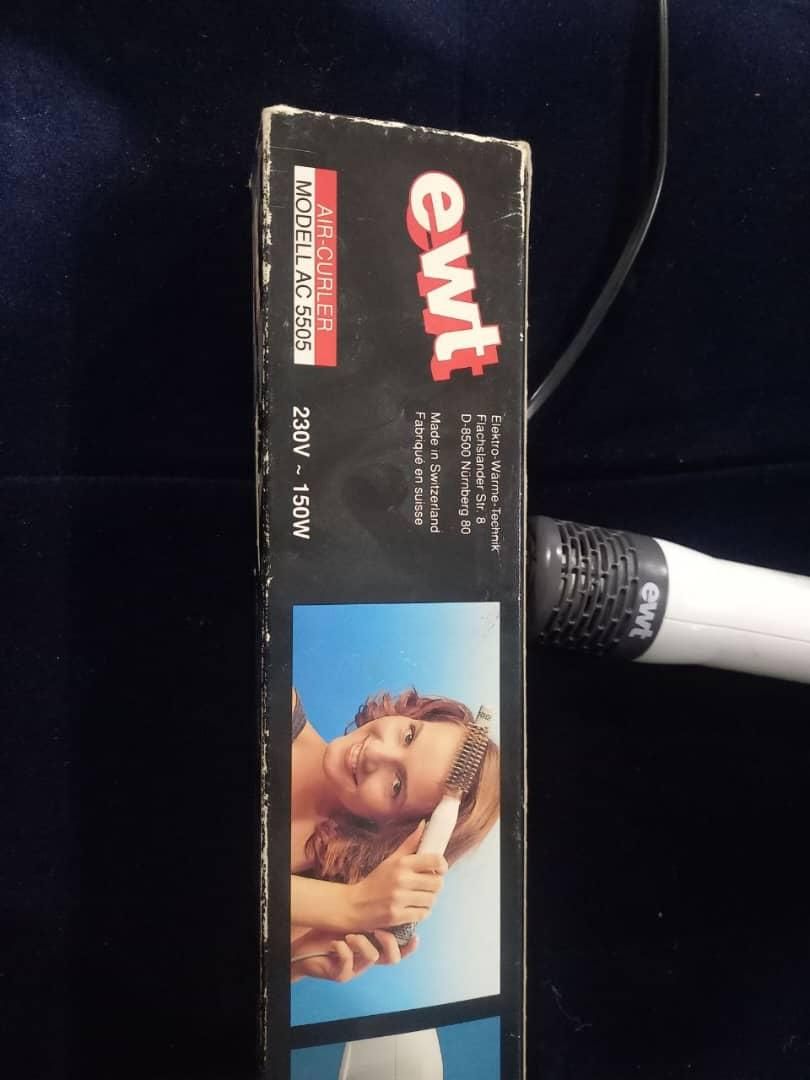 ewt
AIR-CURLER
MODELL AC 5505
Elektro-Wärme-Technik
Flachslander Str. 8
D-8500 Nürnberg 80
Made in Switzerland
Fabriqué en suisse
230V ~ 150W
ewt